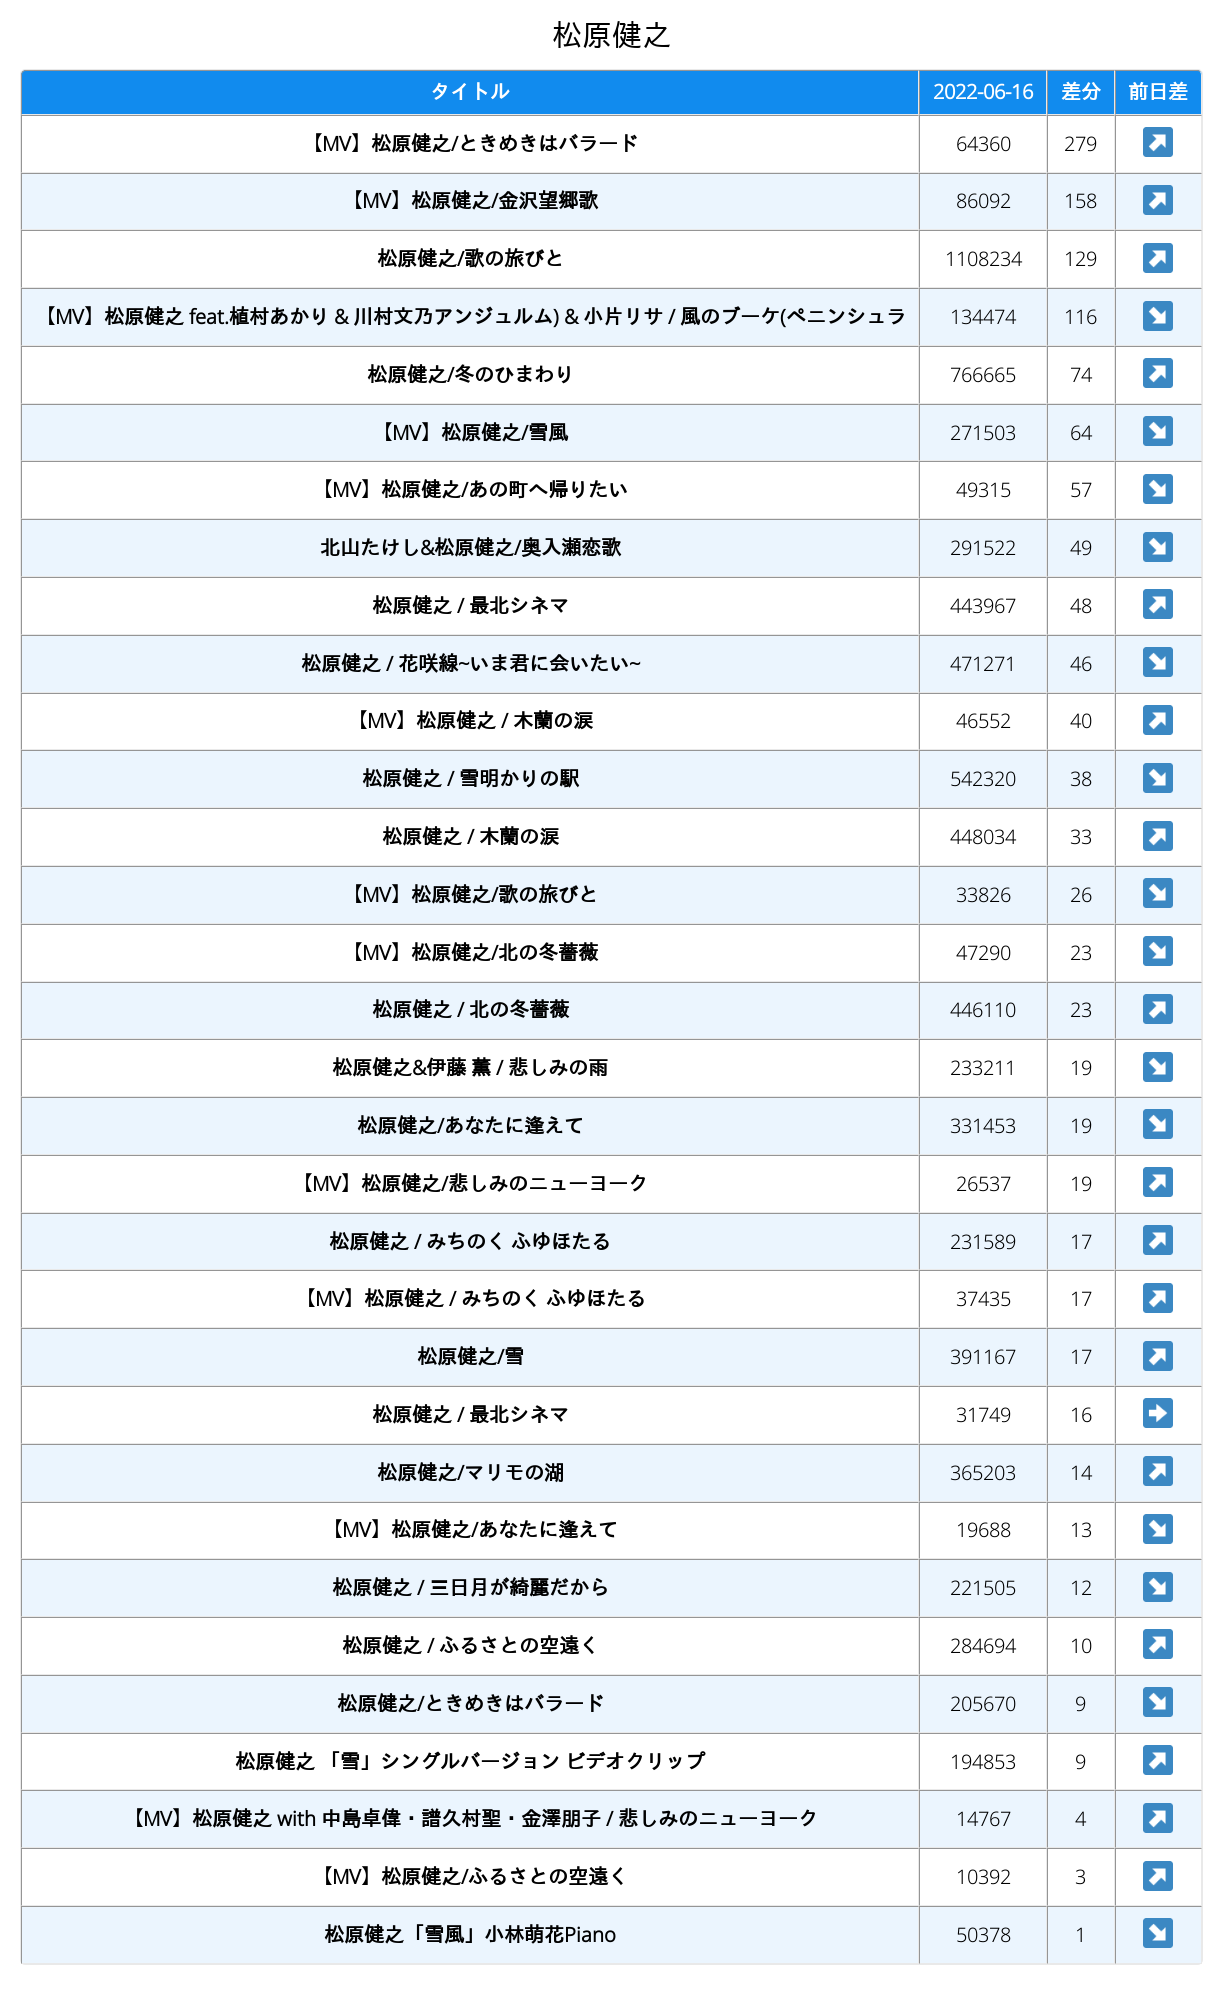 松原健之
タイトル 2022-06-16 差分 前日差
【MV】松原健之/ときめきはバラード 64360 279
【MV】松原健之/金沢望郷歌 86092 158
松原健之/歌の旅びと 1108234 129
【MV】松原健之 feat.植村あかり & 川村文乃アンジュルム) & 小片リサ / 風のブーケ(ペニンシュラ 134474 116
松原健之/冬のひまわり 766665 74
【MV】松原健之/雪風 271503 64
【MV】松原健之/あの町へ帰りたい 49315 57
北山たけし&松原健之/奥入瀬恋歌 291522 49
松原健之 / 最北シネマ 443967 48
松原健之 / 花咲線~いま君に会いたい~ 471271 46
【MV】松原健之 / 木蘭の涙 46552 40
松原健之 / 雪明かりの駅 542320 38
松原健之 / 木蘭の涙 448034 33
【MV】松原健之/歌の旅びと 33826 26
【MV】松原健之/北の冬薔薇 47290 23
松原健之 / 北の冬薔薇 446110 23
松原健之&伊藤 薫 / 悲しみの雨 233211 19
松原健之/あなたに逢えて 331453 19
【MV】松原健之/悲しみのニューヨーク 26537 19
松原健之 / みちのく ふゆほたる 231589 17
【MV】松原健之 / みちのく ふゆほたる 37435 17
松原健之/雪 391167 17
松原健之 / 最北シネマ 31749 16
松原健之/マリモの湖 365203 14
【MV】松原健之/あなたに逢えて 19688 13
松原健之 / 三日月が綺麗だから 221505 12
松原健之 / ふるさとの空遠く 284694 10
松原健之/ときめきはバラード 205670 9
松原健之 「雪」シングルバージョン ビデオクリップ 194853 9
【MV】松原健之 with 中島卓偉・譜久村聖・金澤朋子 / 悲しみのニューヨーク 14767 4
【MV】松原健之/ふるさとの空遠く 10392 3
松原健之「雪風」小林萌花Piano 50378 1